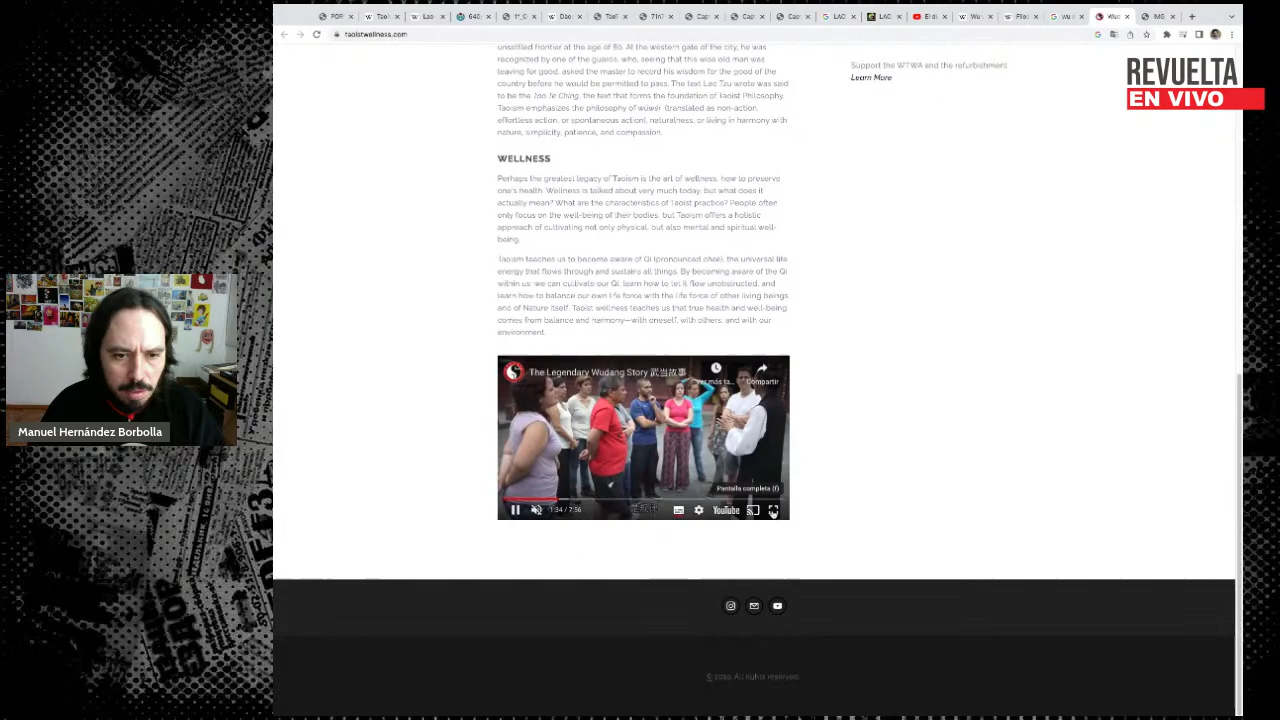 taoistwellness.com
unsettled frontier at the age of 80. At the western gate of the city, he was
recognized by one of the guards, who, seeing that this wise old man was
leaving for good, asked the master to record his wisdom for the good of the
country before he would be permitted to pass. The text Lao Tzu wrote was said
to be the Tao Te Ching, the text that forms the foundation of Taoist Philosophy.
Taoism emphasizes the philosophy of wuwei (translated as non-action,
effortless action, or spontaneous action), naturalness, or living in harmony with
nature, simplicity, patience, and compassion.
Support the WTWA and the refurbishment
Learn More
REVUELTA
EN VIVO
WELLNESS
Perhaps the greatest legacy of Taoism is the art of wellness, how to preserve
one's health. Wellness is talked about very much today, but what does it
actually mean? What are the characteristics of Taoist practice? People often
only focus on the well-being of their bodies, but Taoism offers a holistic
approach of cultivating not only physical, but also mental and spiritual well-
being.
Taoism teaches us to become aware of Qi (pronounced chee), the universal life
energy that flows through and sustains all things. By becoming aware of the Qi
within us we can cultivate our Qi, learn how to let it flow unobstructed, and
learn how to balance our own life force with the life force of other living beings
and of Nature itself. Taoist wellness teaches us that true health and well-being
comes from balance and harmony—with oneself, with others, and with our
environment.
The Legendary Wudang Story 武当故事
Ver más ta...
Compartir
Pantalla completa (f)
1:34 / 7:56
YouTube
Manuel Hernández Borbolla
© 2019. All rights reserved.